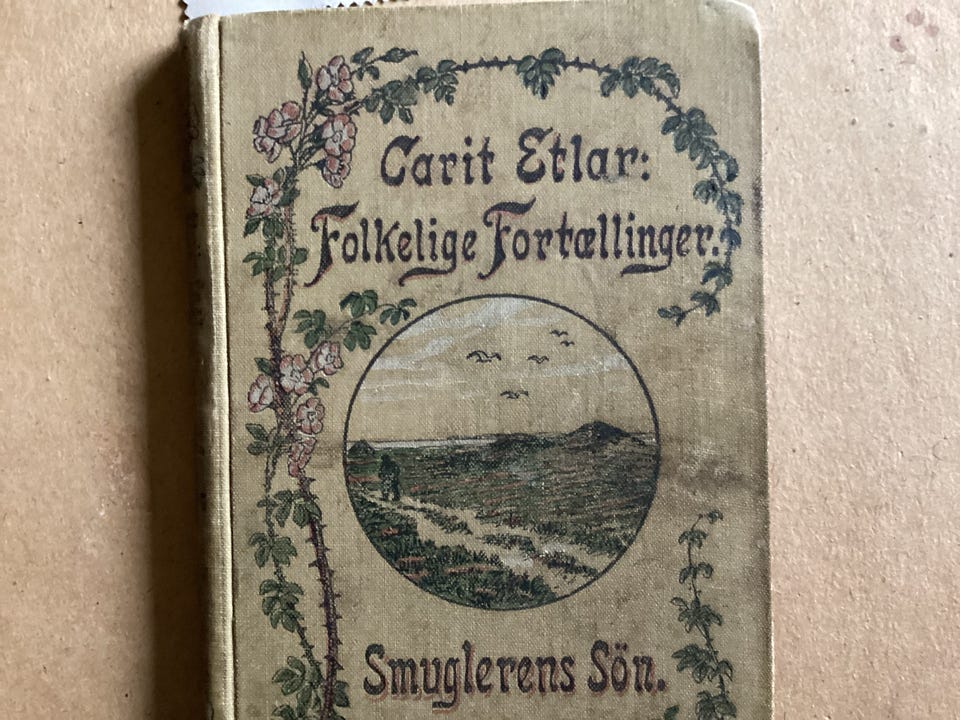 Carit Etlar:
Folkelige Fortællinger.
Smuglerens Sön.